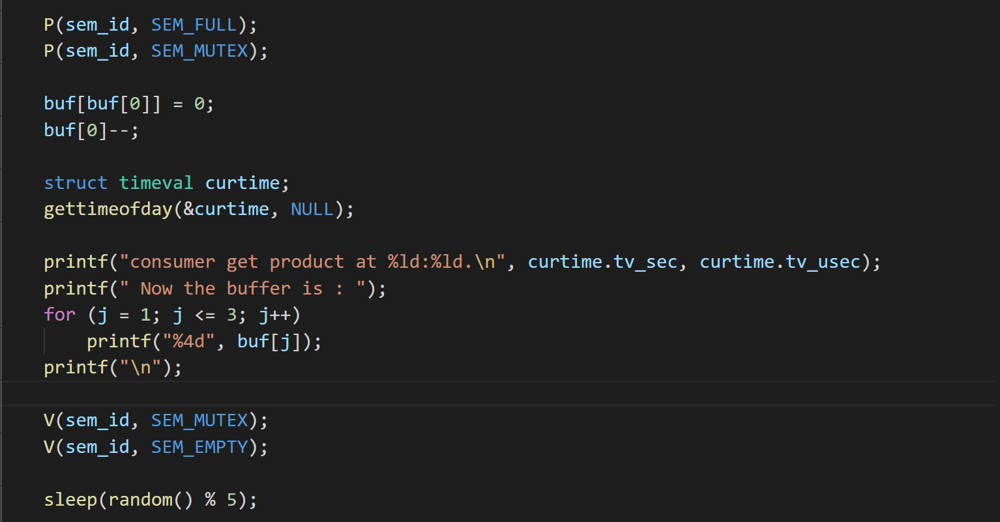 P(sem_id, SEM_FULL);
P(sem_id, SEM_MUTEX);
buf[buf[0]] = 0;
buf[0]--;
struct timeval curtime;
gettimeofday(&curtime, NULL);
printf("consumer get product at %ld:%ld.\n", curtime.tv_sec, curtime.tv_usec);
printf(" Now the buffer is : ");
for (j = 1; j <= 3; j++)
printf("%4d", buf[j]);
printf("\n");
V(sem_id, SEM_MUTEX);
V(sem_id, SEM_EMPTY);
sleep(random() % 5);